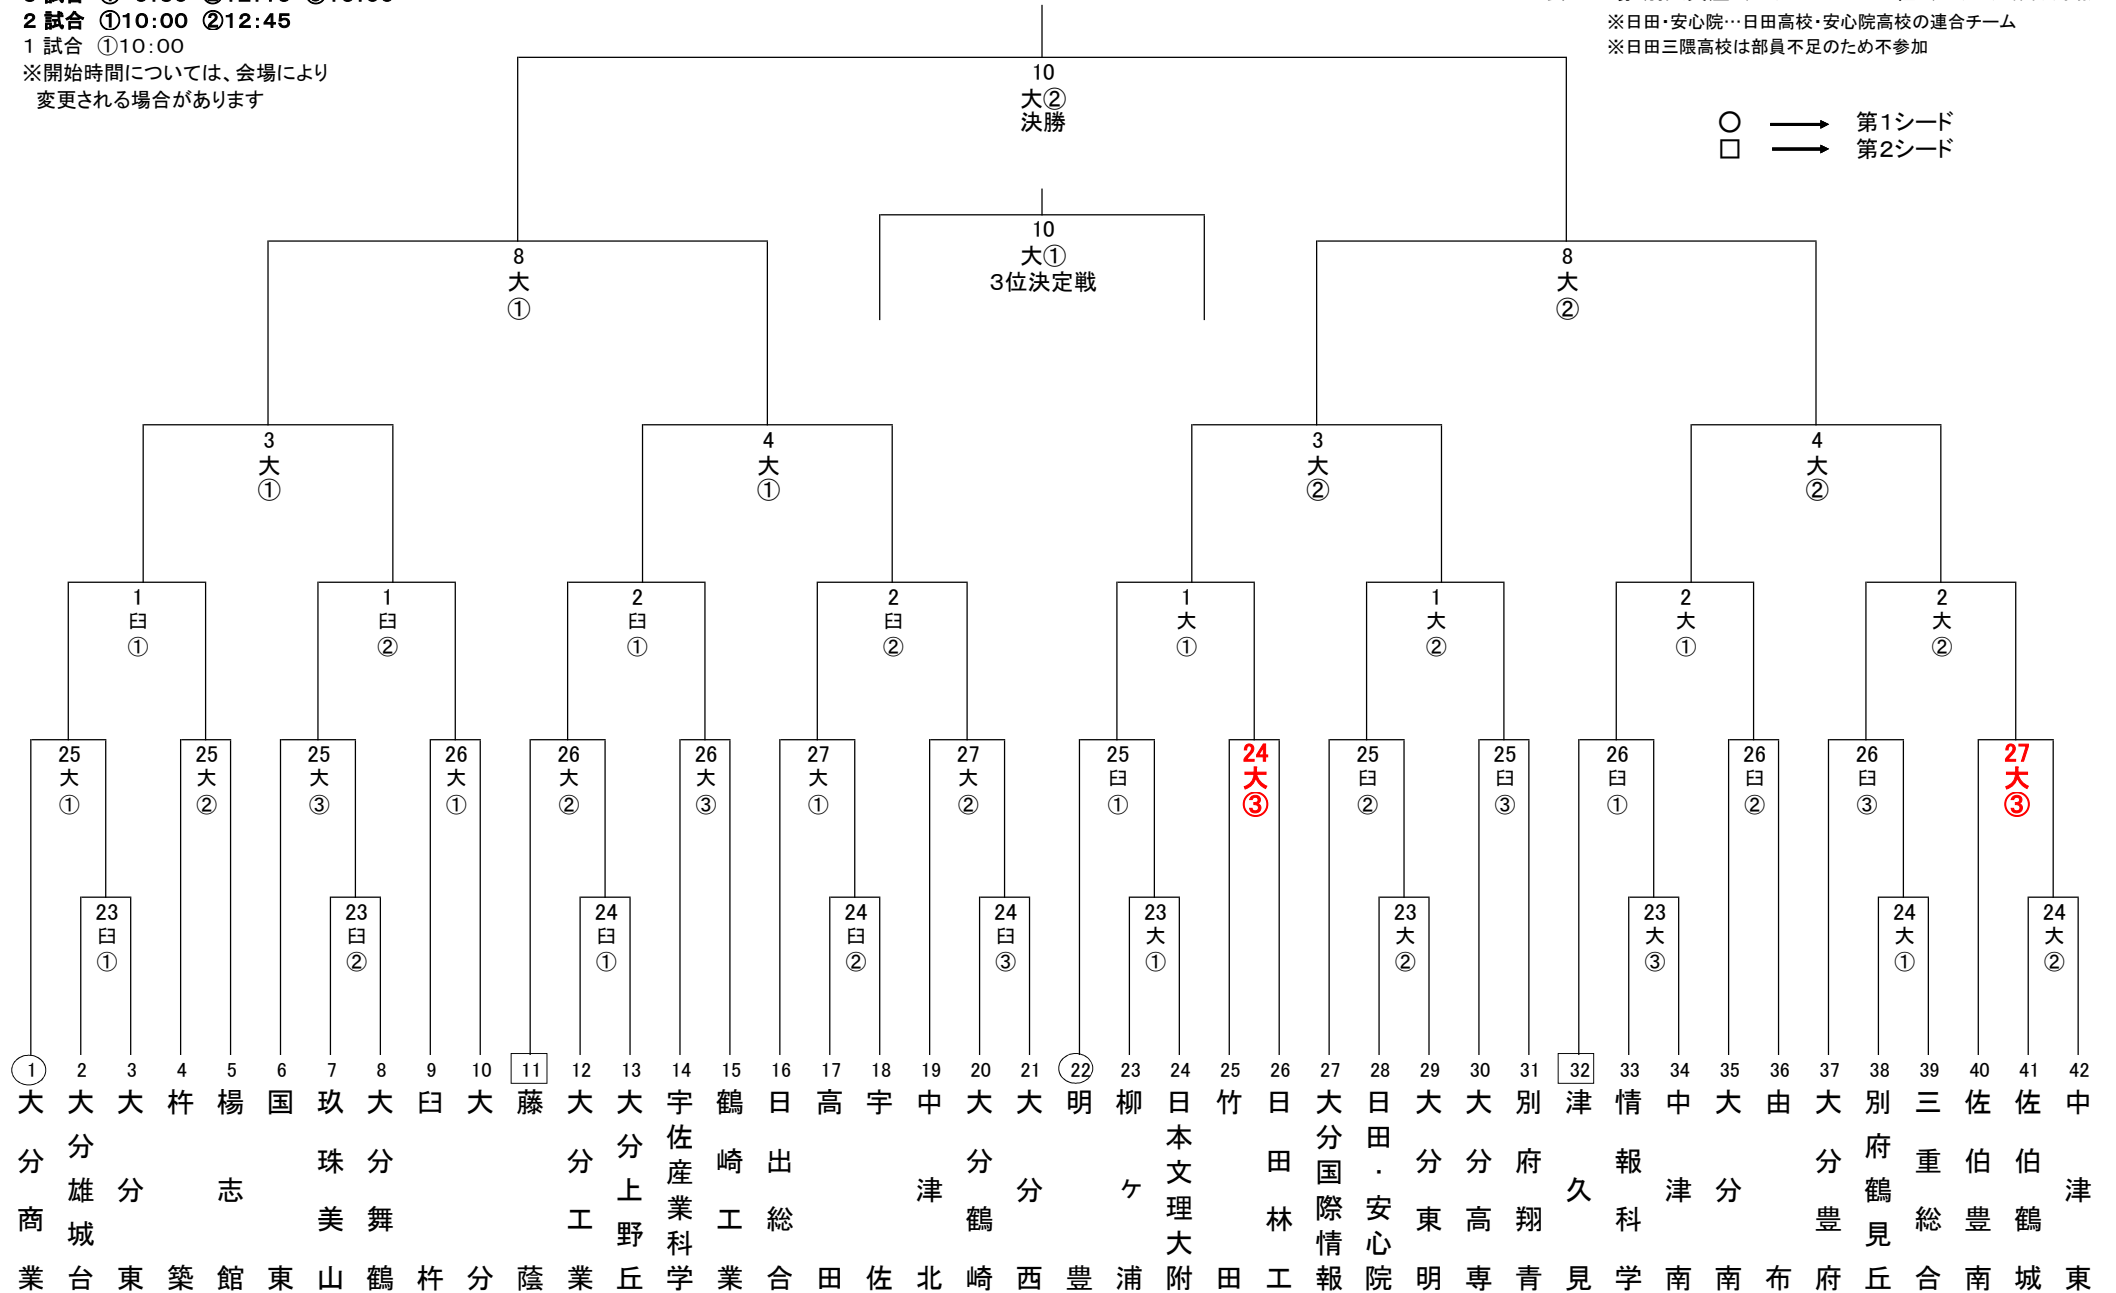 2 試合 ①10:00 ②12:45
1 試合 ①10:00
※開始時間については、会場により
変更される場合があります
※日田・安心院…日田高校・安心院高校の連合チーム
※日田三隈高校は部員不足のため不参加
○ → 第1シード
□ → 第2シード
10
大②
決勝
10
大①
3位決定戦
8 大 ①
8 大 ②
3 大 ①
4 大 ①
3 大 ②
4 大 ②
1 臼 ①
1 臼 ②
2 臼 ①
2 臼 ②
1 大 ①
1 大 ②
2 大 ①
2 大 ②
25 大 ①
25 大 ②
25 大 ③
26 大 ①
26 大 ②
26 大 ③
27 大 ①
27 大 ②
25 臼 ①
24 大 ③
25 臼 ②
25 臼 ③
26 臼 ①
26 臼 ②
26 臼 ③
27 大 ③
23 臼 ①
23 臼 ②
24 臼 ①
24 臼 ②
24 臼 ③
23 大 ①
23 大 ②
23 大 ③
24 大 ①
24 大 ②
1 大分商業
2 大分雄城台
3 大分東
4 杵築
5 楊志館
6 国東
7 玖珠美山
8 大分舞鶴
9 臼杵
10 大分
11 藤蔭
12 大分工業
13 大分上野丘
14 宇佐産業科学
15 鶴崎工業
16 日出総合
17 高田
18 宇佐
19 中津北
20 大分鶴崎
21 大分西
22 明豊
23 柳ヶ浦
24 日本文理大附
25 竹田
26 日田林工
27 大分国際情報
28 日田・安心院
29 大分東明
30 大分高専
31 別府翔青
32 津久見
33 情報科学
34 中津南
35 大分南
36 由布
37 大分豊府
38 別府鶴見丘
39 三重総合
40 佐伯豊南
41 佐伯鶴城
42 中津東